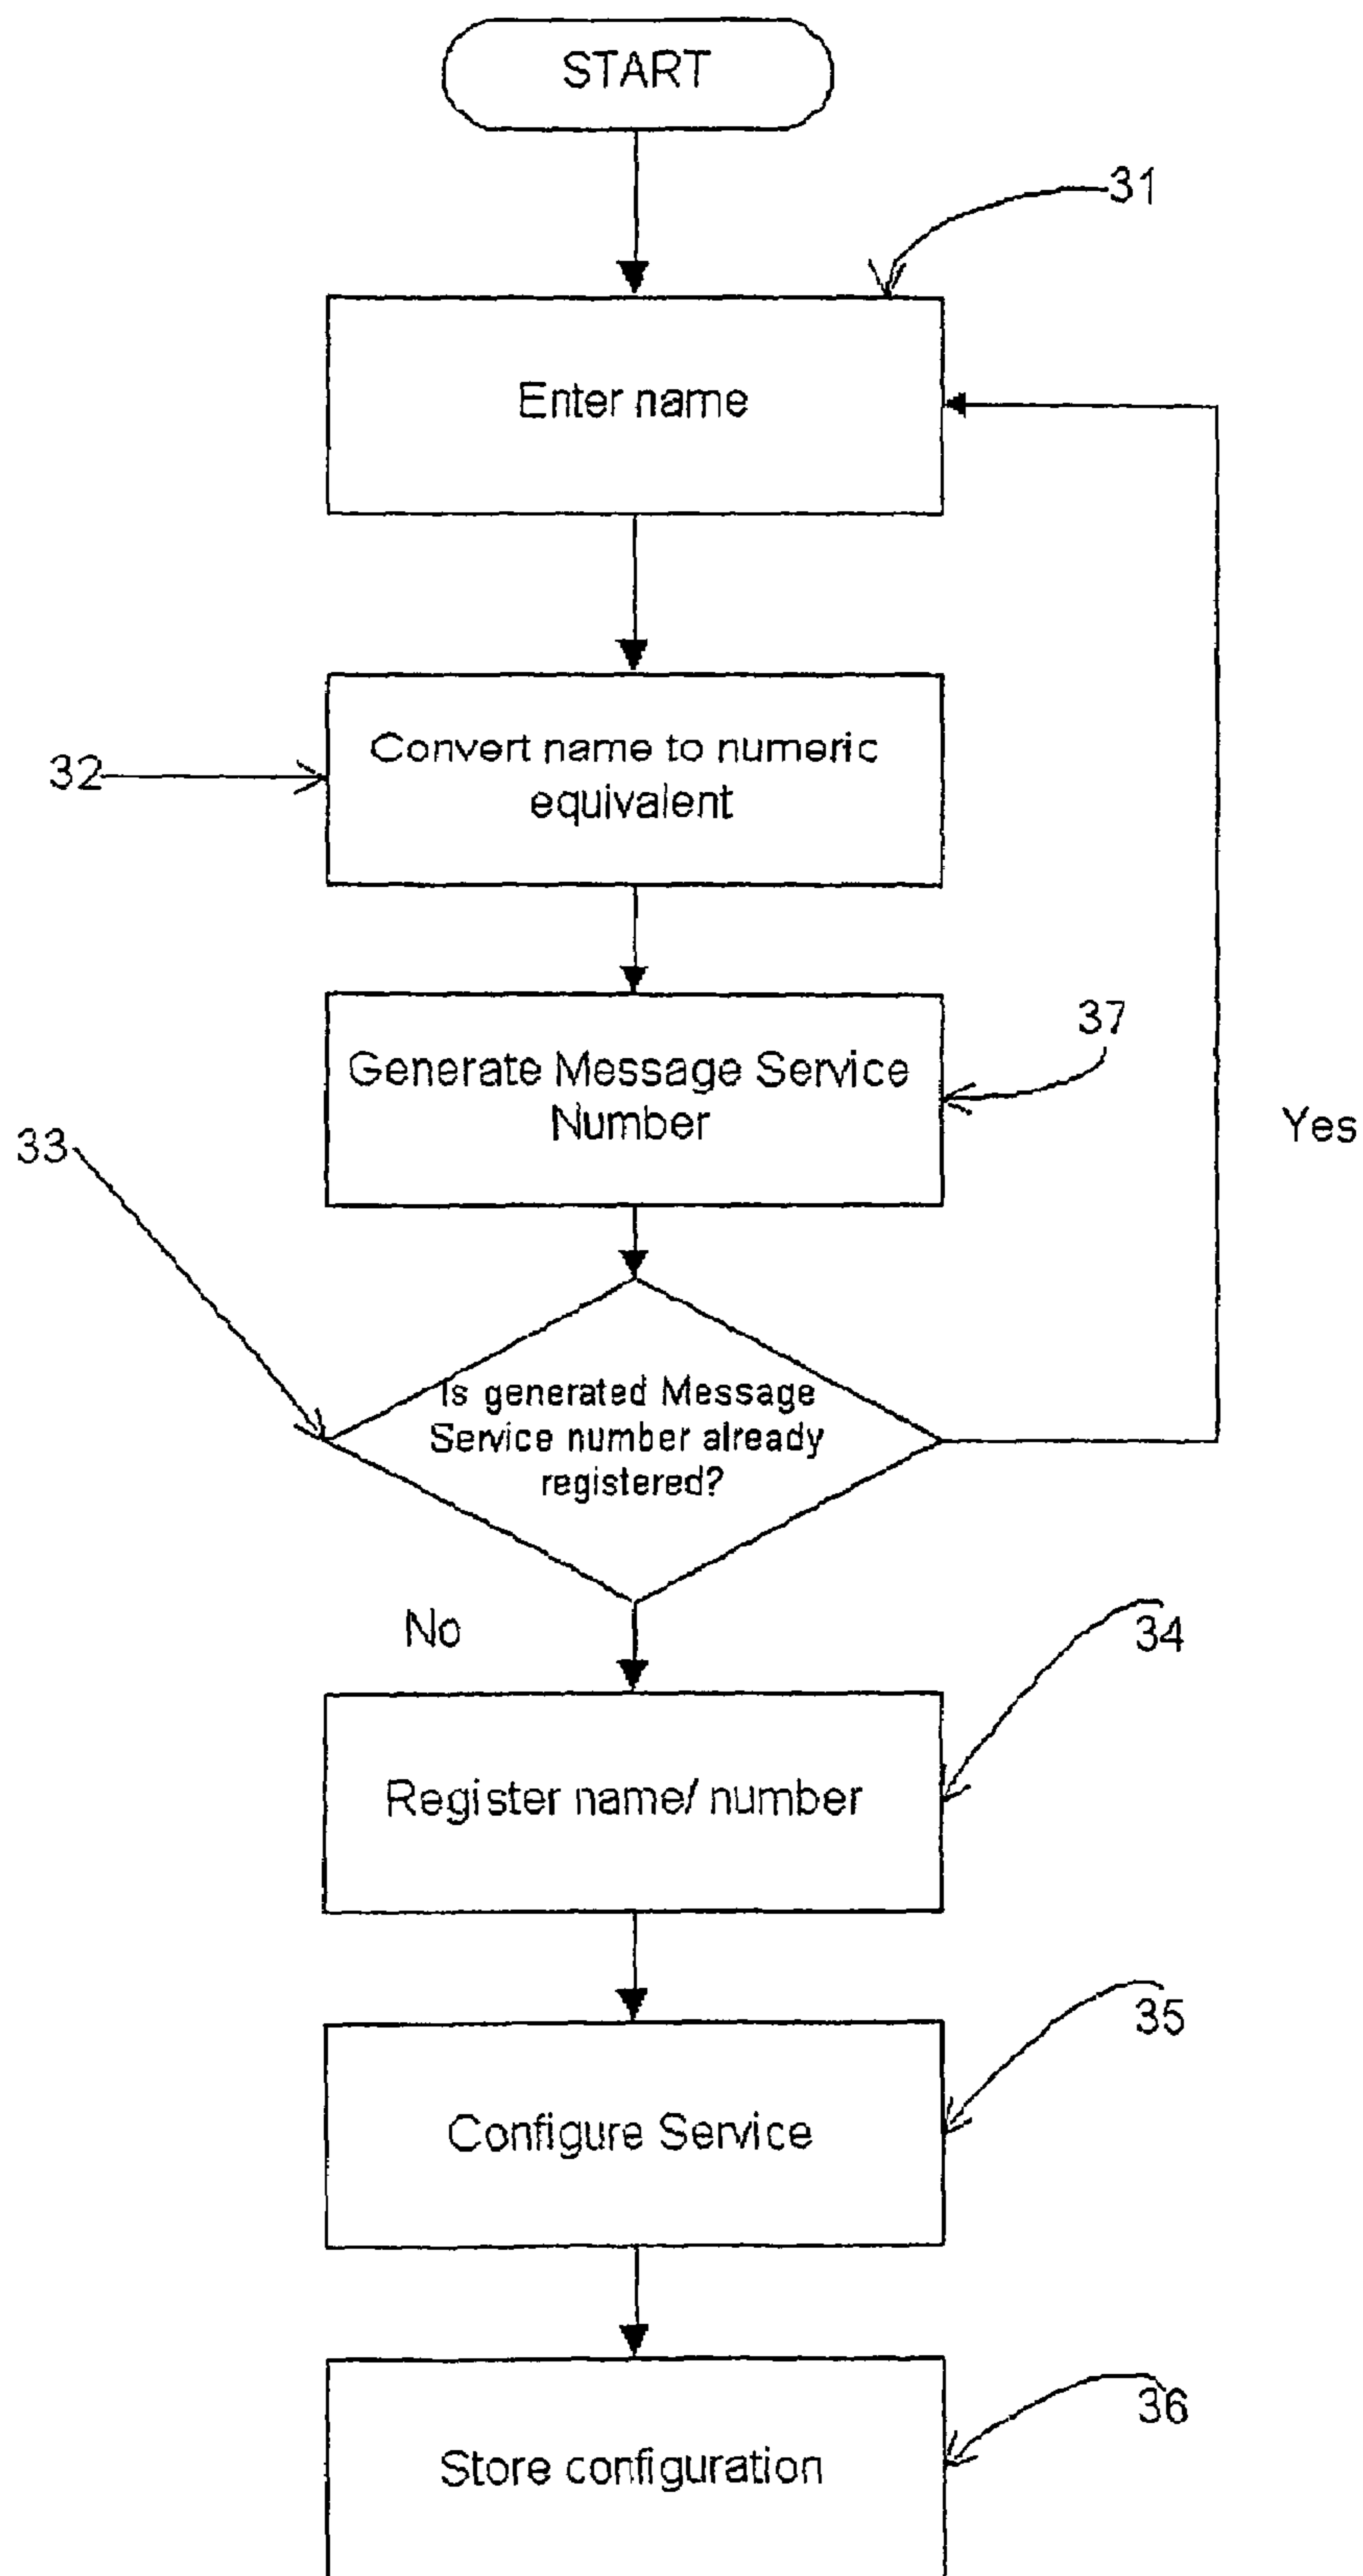 START
31
Enter name
32
Convert name to numeric
equivalent
37
Generate Message Service
Number
Yes
33
Is generated Message
Service number already
registered?
No
34
Register name/ number
35
Configure Service
36
Store configuration